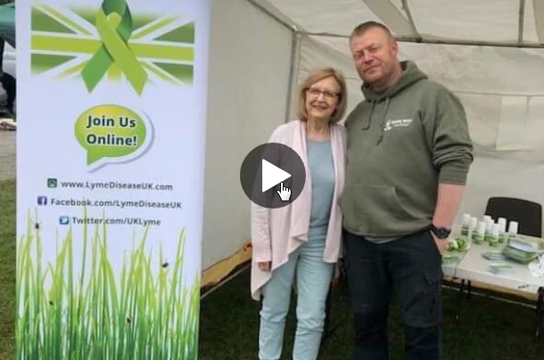 Join Us
Online!
www.LymeDiseaseUK.com
Facebook.com/LymeDiseaseUK
Twitter.com/UKLyme